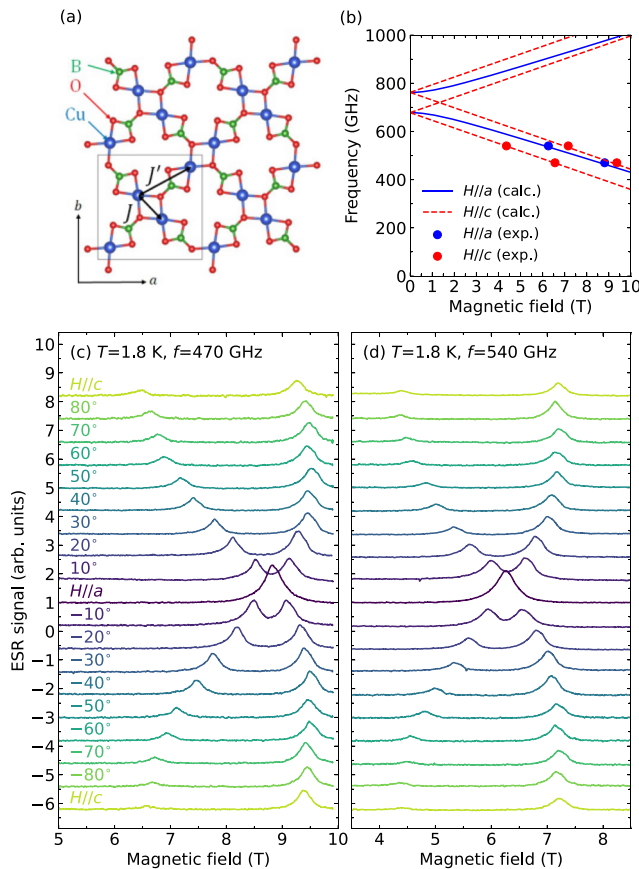 (a)
B
O
Cu
J′
J
b
a
(b)
1000
800
600
400
200
0
Frequency (GHz)
H//a (calc.)
H//c (calc.)
H//a (exp.)
H//c (exp.)
0 1 2 3 4 5 6 7 8 9 10
Magnetic field (T)
(c) T=1.8 K, f=470 GHz
10
9
8
7
6
5
4
3
2
1
0
−1
−2
−3
−4
−5
−6
ESR signal (arb. units)
H//c
80°
70°
60°
50°
40°
30°
20°
10°
H//a
−10°
−20°
−30°
−40°
−50°
−60°
−70°
−80°
H//c
5 6 7 8 9 10
Magnetic field (T)
(d) T=1.8 K, f=540 GHz
4 5 6 7 8
Magnetic field (T)